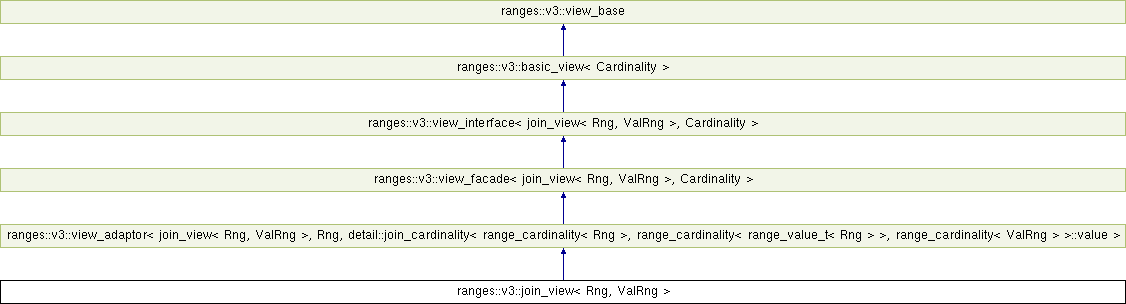 ranges::v3::view_base
ranges::v3::basic_view< Cardinality >
ranges::v3::view_interface< join_view< Rng, ValRng >, Cardinality >
ranges::v3::view_facade< join_view< Rng, ValRng >, Cardinality >
ranges::v3::view_adaptor< join_view< Rng, ValRng >, Rng, detail::join_cardinality< range_cardinality< Rng >, range_cardinality< range_value_t< Rng > >, range_cardinality< ValRng > >::value >
ranges::v3::join_view< Rng, ValRng >